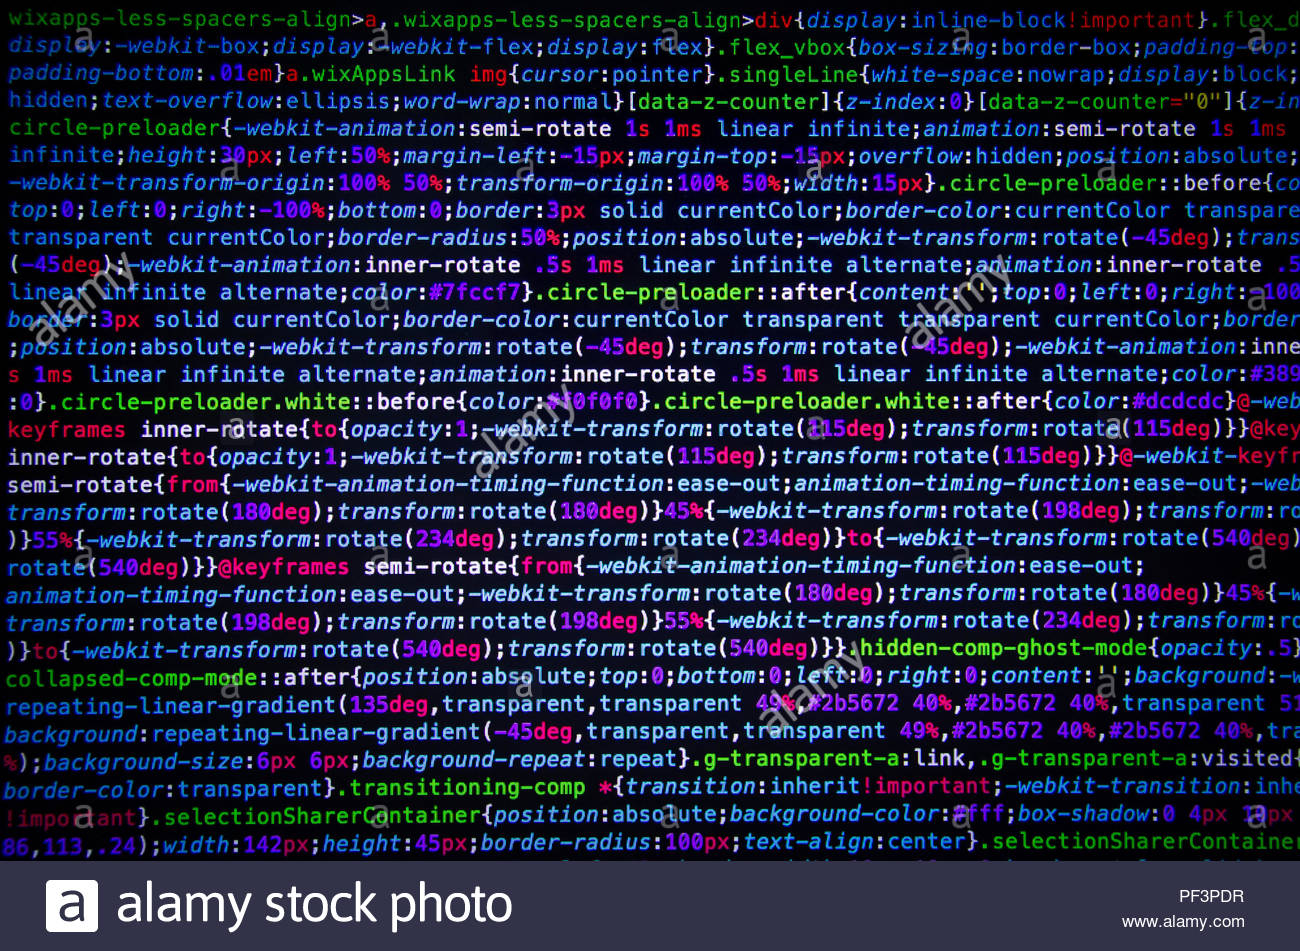 wixapps-less-spacers-align>a,.wixapps-less-spacers-align>div{display:inline-block!important}.flex_d
display:-webkit-box;display:-webkit-flex;display:flex}.flex_vbox{box-sizing:border-box;padding-top:
padding-bottom:.01em}a.wixAppsLink img{cursor:pointer}.singleLine{white-space:nowrap;display:block;
hidden;text-overflow:ellipsis;word-wrap:normal}[data-z-counter]{z-index:0}[data-z-counter="0"]{z-in
circle-preloader{-webkit-animation:semi-rotate 1s 1ms linear infinite;animation:semi-rotate 1s 1ms
infinite;height:30px;left:50%;margin-left:-15px;margin-top:-15px;overflow:hidden;position:absolute;
-webkit-transform-origin:100% 50%;transform-origin:100% 50%;width:15px}.circle-preloader::before{co
top:0;left:0;right:-100%;bottom:0;border:3px solid currentColor;border-color:currentColor transpare
transparent currentColor;border-radius:50%;position:absolute;-webkit-transform:rotate(-45deg);trans
(-45deg);-webkit-animation:inner-rotate .5s 1ms linear infinite alternate;animation:inner-rotate .5
linear infinite alternate;color:#7fccf7}.circle-preloader::after{content:'';top:0;left:0;right:-100
border:3px solid currentColor;border-color:currentColor transparent transparent currentColor;border
;position:absolute;-webkit-transform:rotate(-45deg);transform:rotate(-45deg);-webkit-animation:inne
s 1ms linear infinite alternate;animation:inner-rotate .5s 1ms linear infinite alternate;color:#389
:0}.circle-preloader.white::before{color:#f0f0f0}.circle-preloader.white::after{color:#dcdcdc}@-web
keyframes inner-rotate{to{opacity:1;-webkit-transform:rotate(115deg);transform:rotate(115deg)}}@key
inner-rotate{to{opacity:1;-webkit-transform:rotate(115deg);transform:rotate(115deg)}}@-webkit-keyfr
semi-rotate{from{-webkit-animation-timing-function:ease-out;animation-timing-function:ease-out;-web
transform:rotate(180deg);transform:rotate(180deg)}45%{-webkit-transform:rotate(198deg);transform:ro
)}55%{-webkit-transform:rotate(234deg);transform:rotate(234deg)}to{-webkit-transform:rotate(540deg)
rotate(540deg)}}@keyframes semi-rotate{from{-webkit-animation-timing-function:ease-out;
animation-timing-function:ease-out;-webkit-transform:rotate(180deg);transform:rotate(180deg)}45%{-w
transform:rotate(198deg);transform:rotate(198deg)}55%{-webkit-transform:rotate(234deg);transform:ro
)}to{-webkit-transform:rotate(540deg);transform:rotate(540deg)}}.hidden-comp-ghost-mode{opacity:.5}
collapsed-comp-mode::after{position:absolute;top:0;bottom:0;left:0;right:0;content:'';background:-w
repeating-linear-gradient(135deg,transparent,transparent 49%,#2b5672 40%,#2b5672 40%,transparent 51
background:repeating-linear-gradient(-45deg,transparent,transparent 49%,#2b5672 40%,#2b5672 40%,tra
%);background-size:6px 6px;background-repeat:repeat}.g-transparent-a:link,.g-transparent-a:visited{
border-color:transparent}.transitioning-comp *{transition:inherit!important;-webkit-transition:inhe
!important}.selectionSharerContainer{position:absolute;background-color:#fff;box-shadow:0 4px 10px
86,113,.24);width:142px;height:45px;border-radius:100px;text-align:center}.selectionSharerContainer
a alamy stock photo
PF3PDR
www.alamy.com